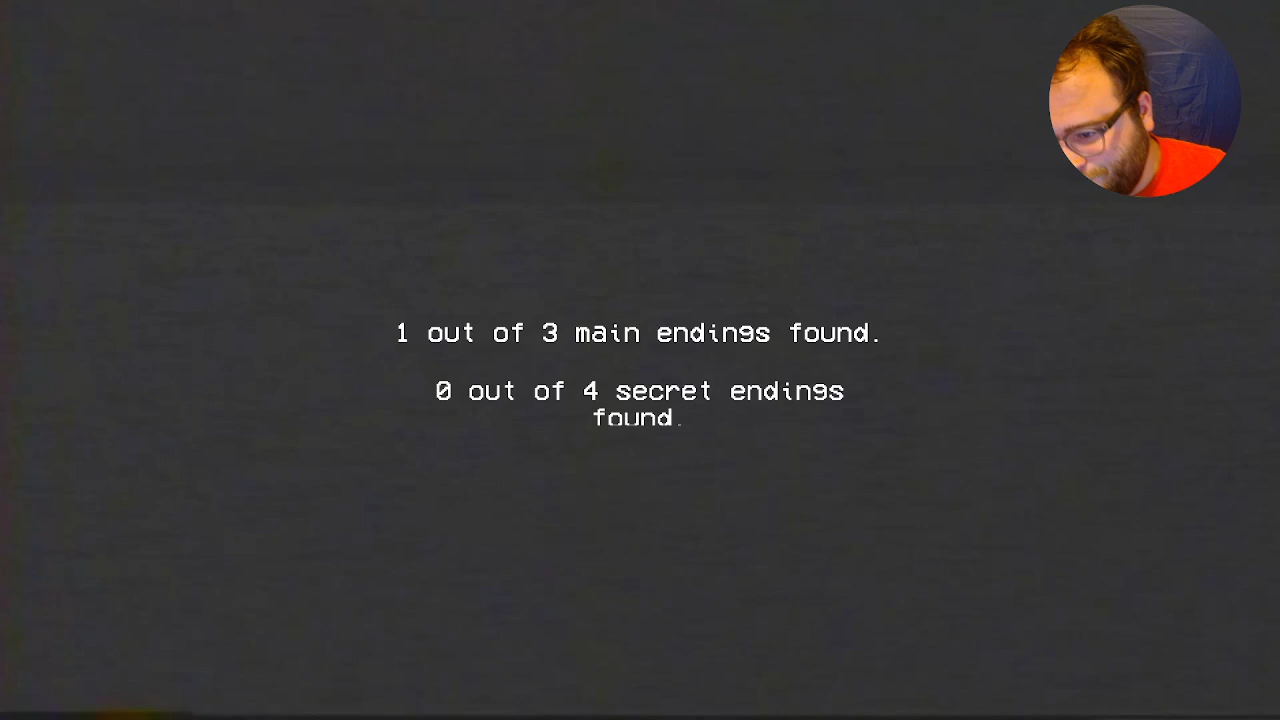 1 out of 3 main endings found.
0 out of 4 secret endings
found.